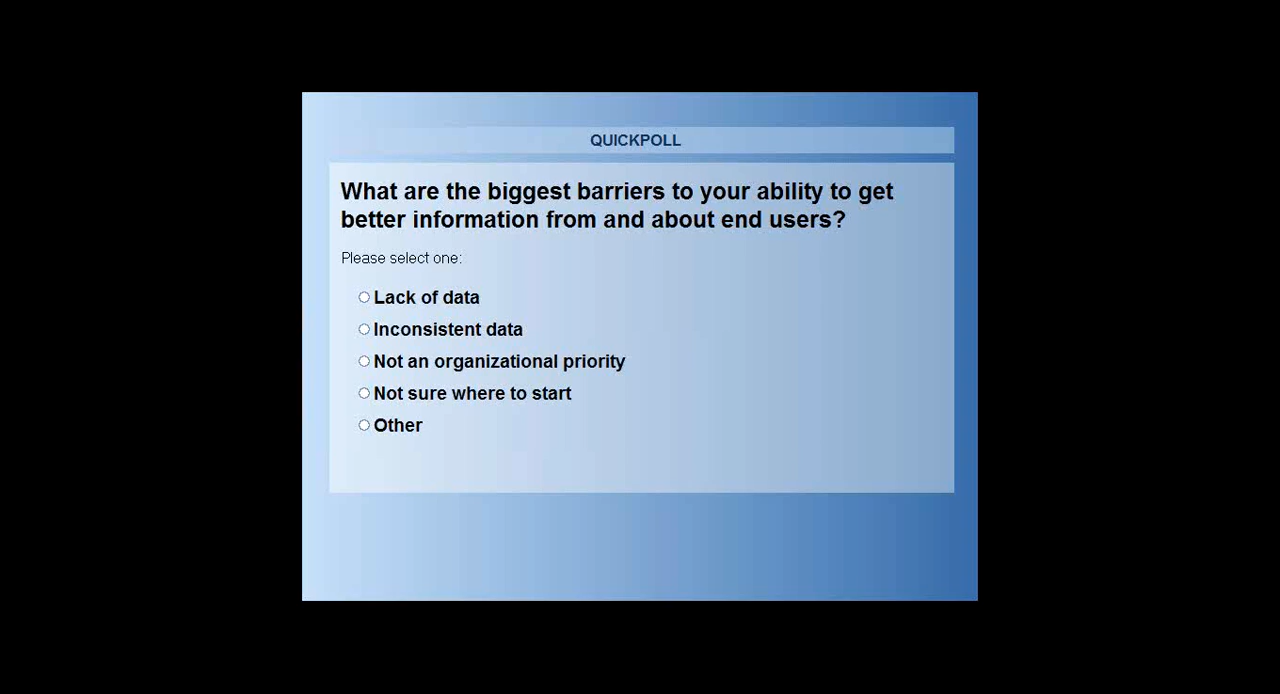 QUICKPOLL
What are the biggest barriers to your ability to get
better information from and about end users?
Please select one:
Lack of data
Inconsistent data
Not an organizational priority
Not sure where to start
Other